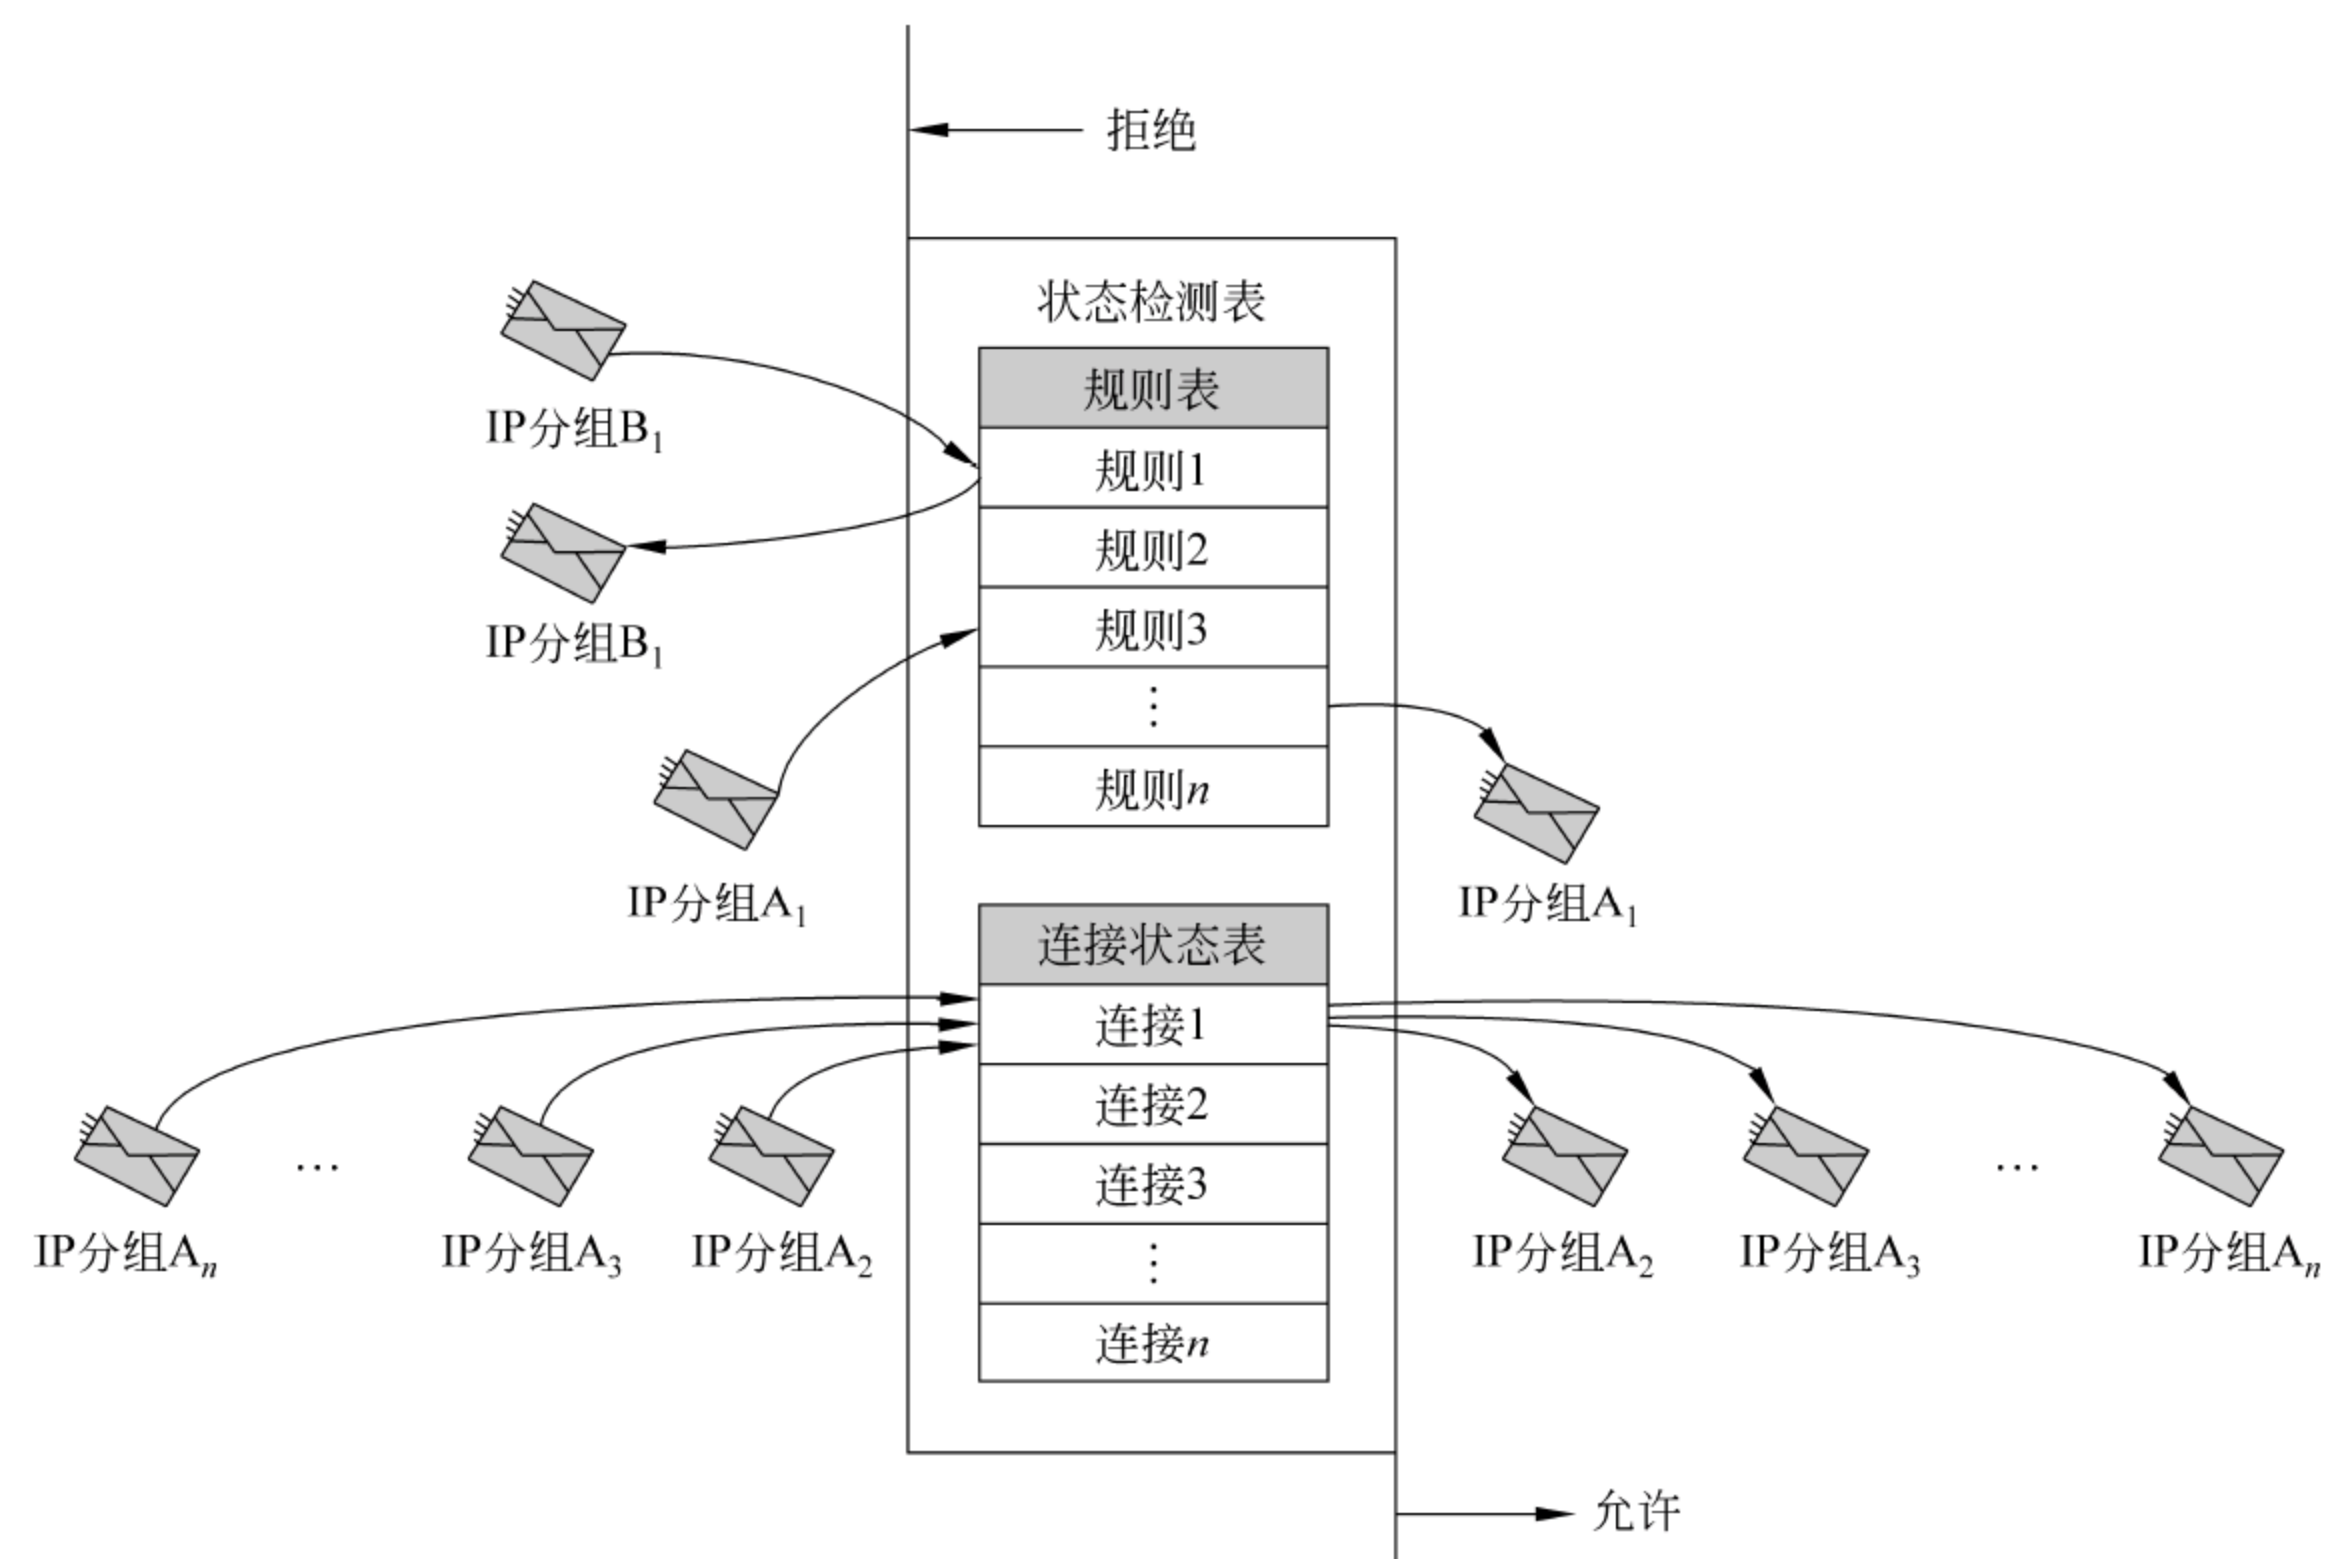 拒绝
状态检测表
规则表
IP分组B1
规则1
规则2
IP分组B1
规则3
⋮
规则n
IP分组A1
IP分组A1
连接状态表
连接1
连接2
连接3
…
…
IP分组An
IP分组A3
IP分组A2
IP分组A2
IP分组A3
IP分组An
⋮
连接n
允许